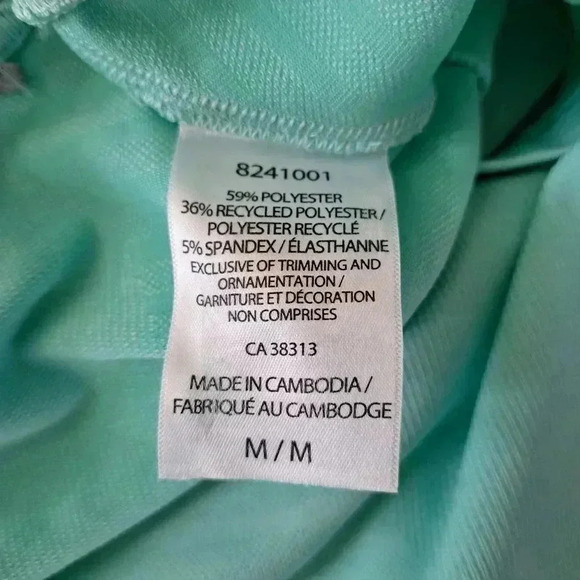 8241001
59% POLYESTER
36% RECYCLED POLYESTER /
POLYESTER RECYCLÉ
5% SPANDEX / ÉLASTHANNE
EXCLUSIVE OF TRIMMING AND
ORNAMENTATION /
GARNITURE ET DÉCORATION
NON COMPRISES
CA 38313
MADE IN CAMBODIA /
FABRIQUÉ AU CAMBODGE
M / M